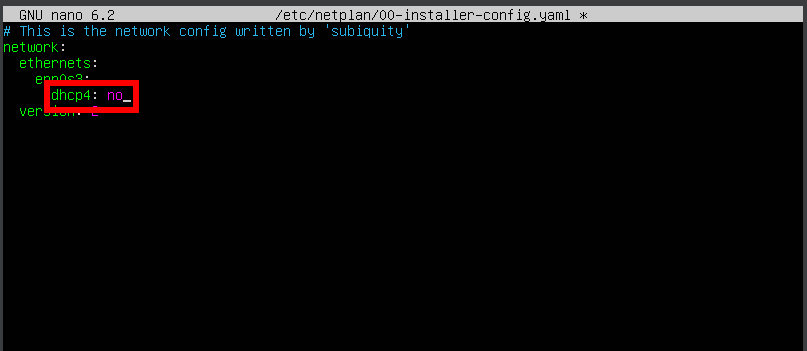 GNU nano 6.2 /etc/netplan/00-installer-config.yaml *
# This is the network config written by 'subiquity'
network:
ethernets:
enp0s3:
dhcp4: no
version: 2